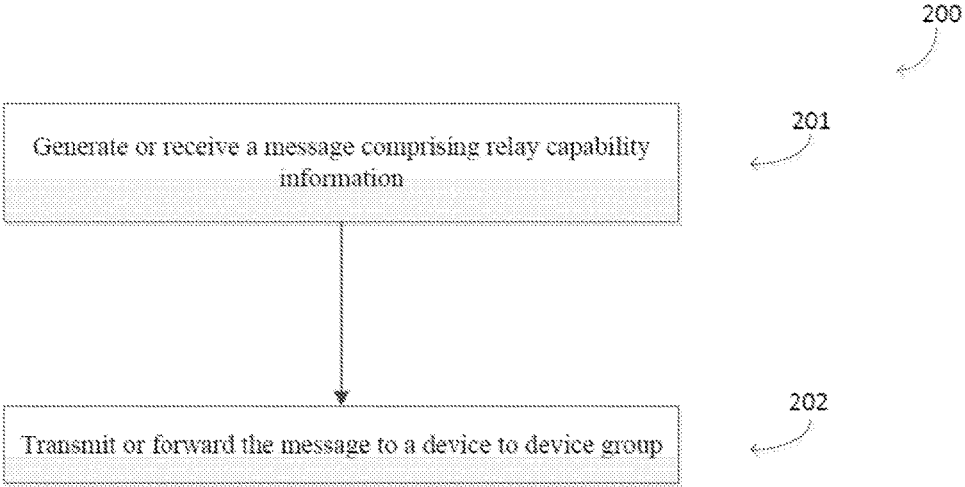 200
201
Generate or receive a message comprising relay capability
information
202
Transmit or forward the message to a device to device group